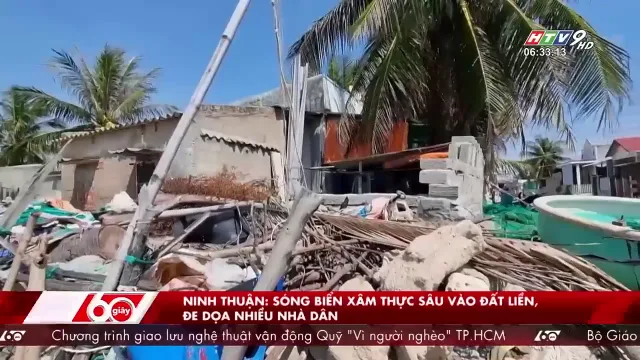 HTV9 HD
06:33:13
60 giây
NINH THUẬN: SÓNG BIỂN XÂM THỰC SÂU VÀO ĐẤT LIỀN,
ĐE DỌA NHIỀU NHÀ DÂN
60 Chương trình giao lưu nghệ thuật vận động Quỹ "Vì người nghèo" TP.HCM 60 Bộ Giáo